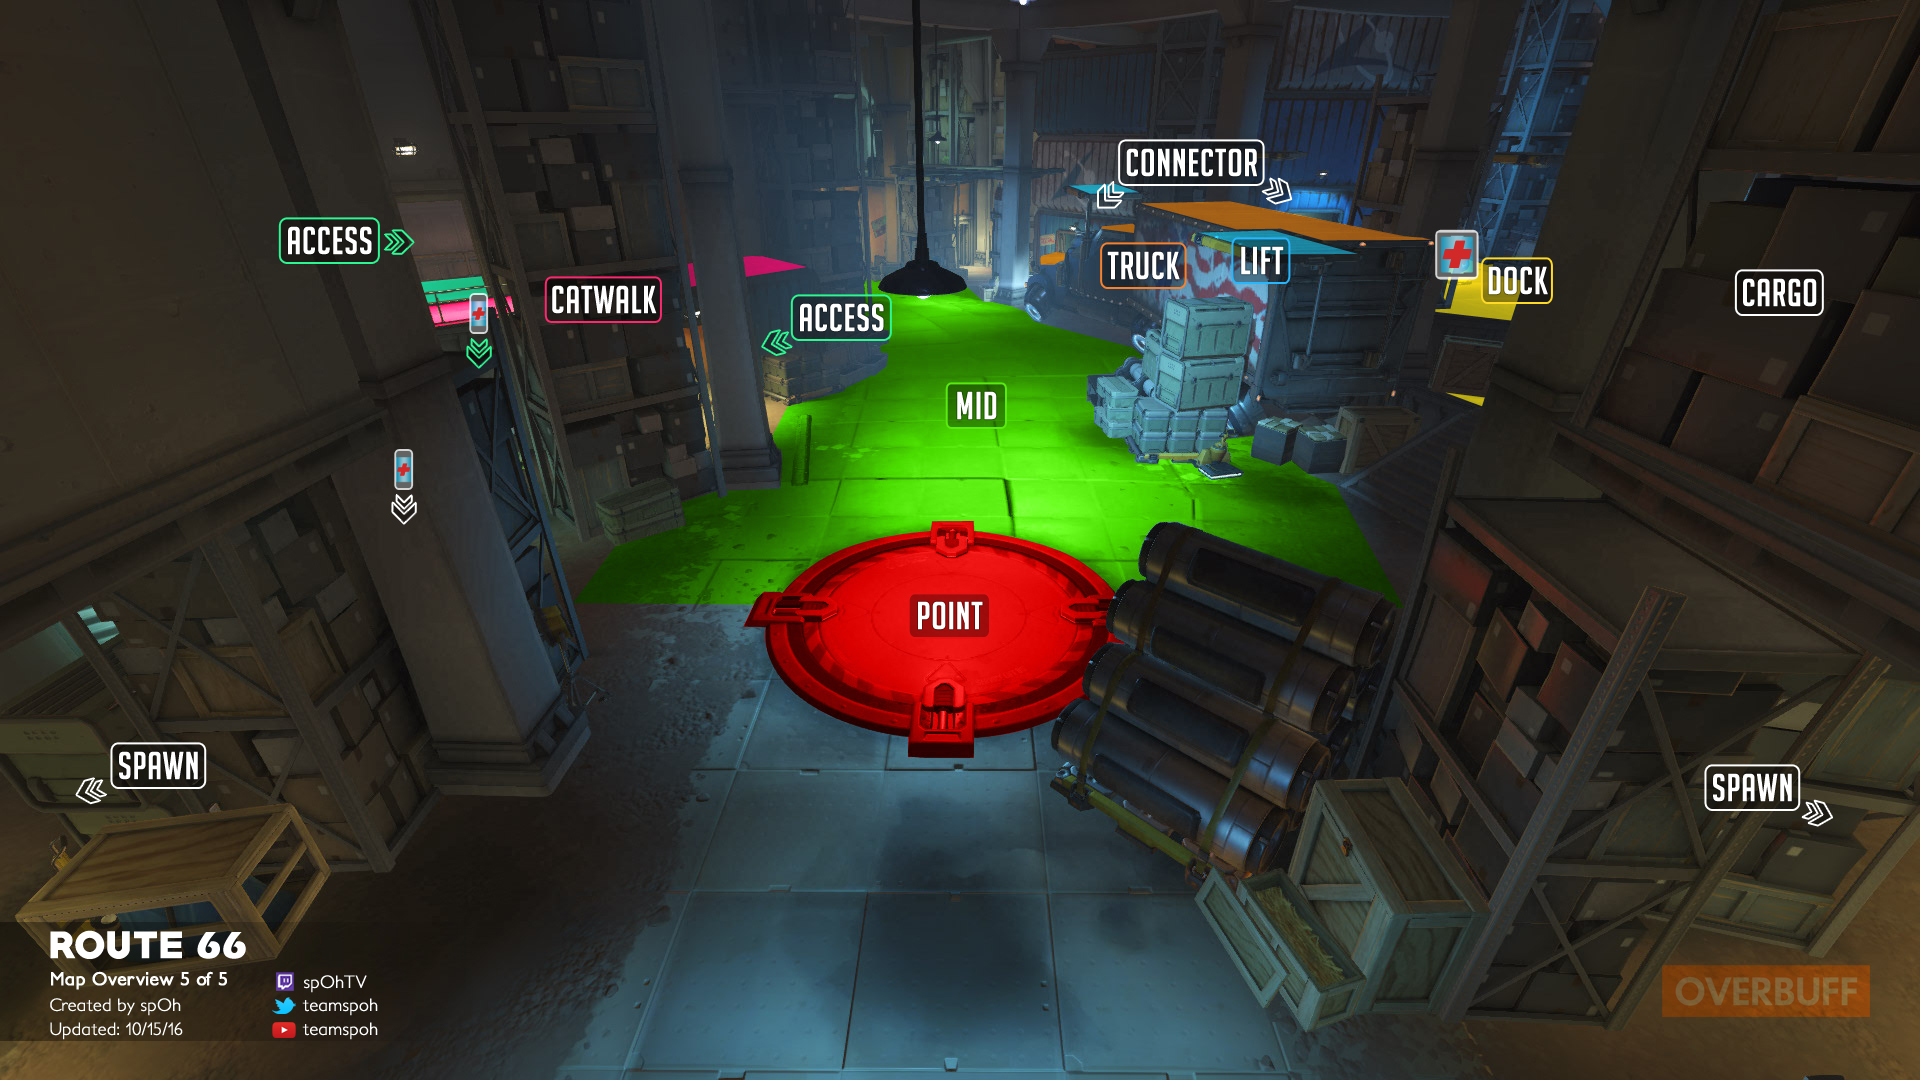 CONNECTOR
ACCESS
TRUCK
LIFT
DOCK
CARGO
CATWALK
ACCESS
MID
POINT
SPAWN
SPAWN
ROUTE 66
Map Overview 5 of 5
Created by spOh
Updated: 10/15/16
spOhTV
teamspoh
teamspoh
OVERBUFF